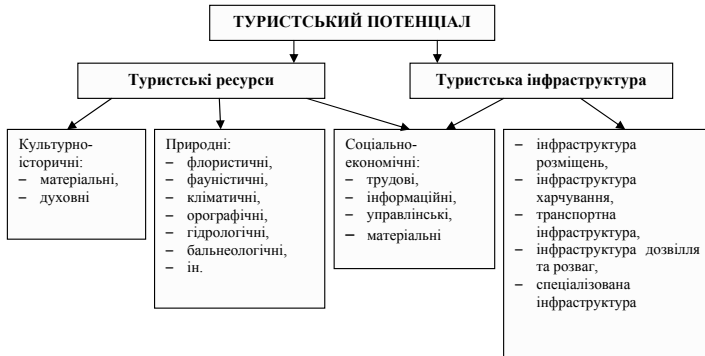 ТУРИСТСЬКИЙ ПОТЕНЦІАЛ
Туристські ресурси
Туристська інфраструктура
Культурно-
історичні:
– матеріальні,
– духовні
Природні:
– флористичні,
– фауністичні,
– кліматичні,
– орографічні,
– гідрологічні,
– бальнеологічні,
– ін.
Соціально-
економічні:
– трудові,
– інформаційні,
– управлінські,
– матеріальні
– інфраструктура
розміщень,
– інфраструктура
харчування,
– транспортна
інфраструктура,
– інфраструктура дозвілля
та розваг,
– спеціалізована
інфраструктура